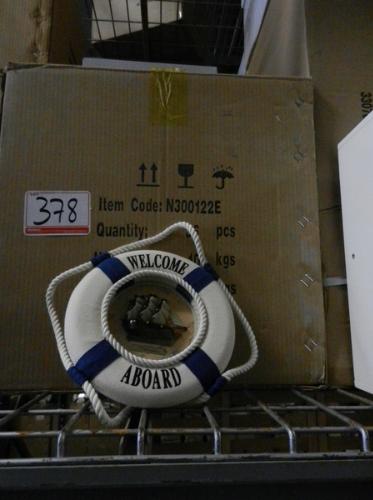 378
Item Code: N300122E
Quantity: pcs
kgs
WELCOME
ABOARD